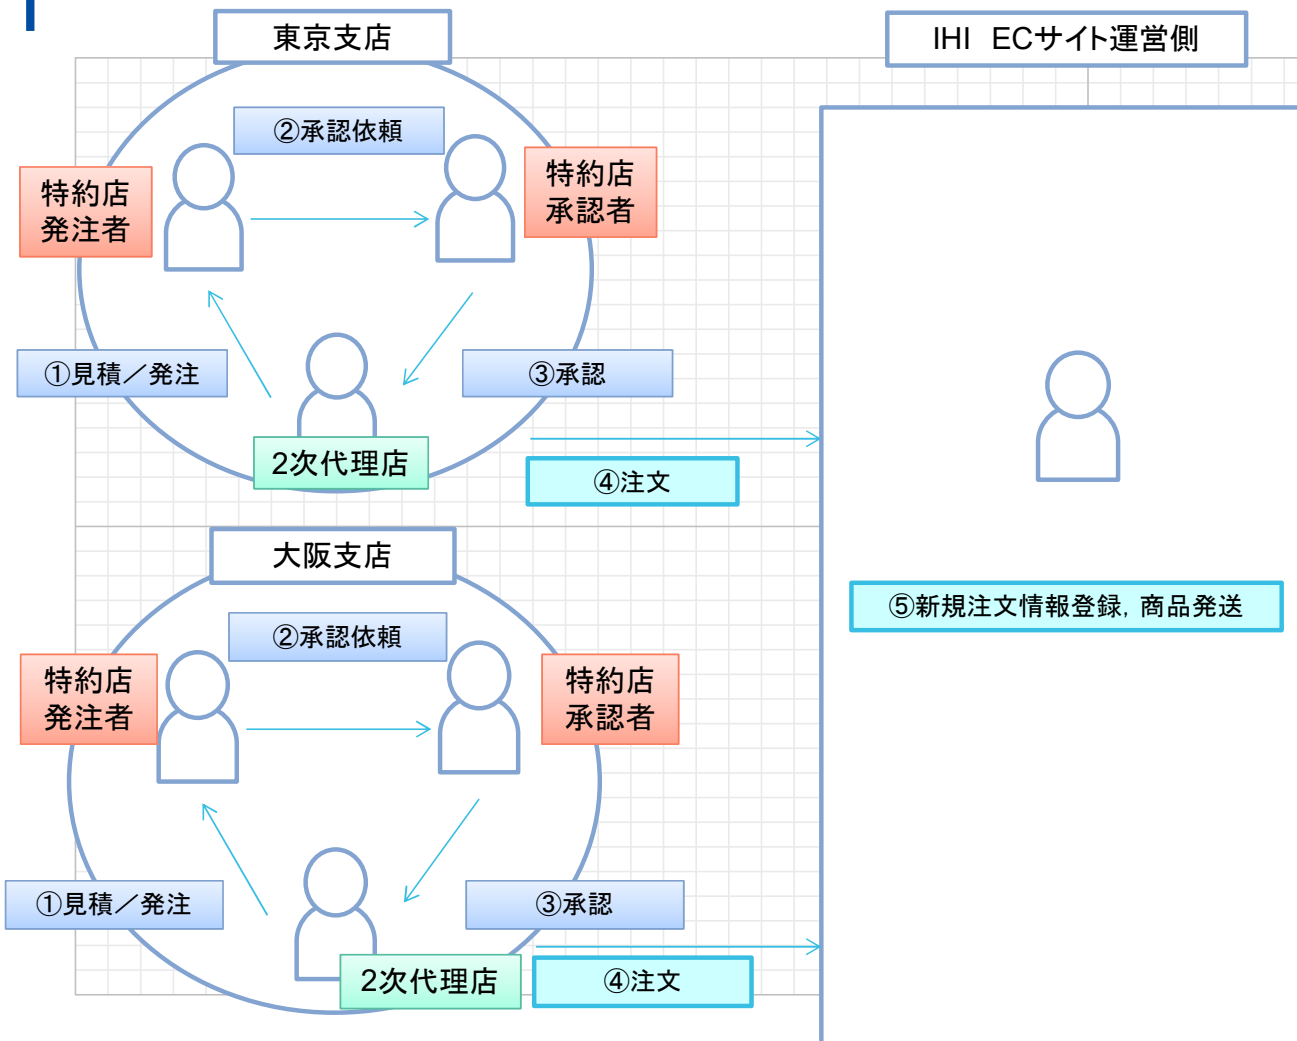 東京支店
IHI　ECサイト運営側
②承認依頼
特約店
発注者
特約店
承認者
①見積／発注
③承認
2次代理店
④注文
大阪支店
②承認依頼
特約店
発注者
特約店
承認者
⑤新規注文情報登録，商品発送
①見積／発注
③承認
2次代理店
④注文